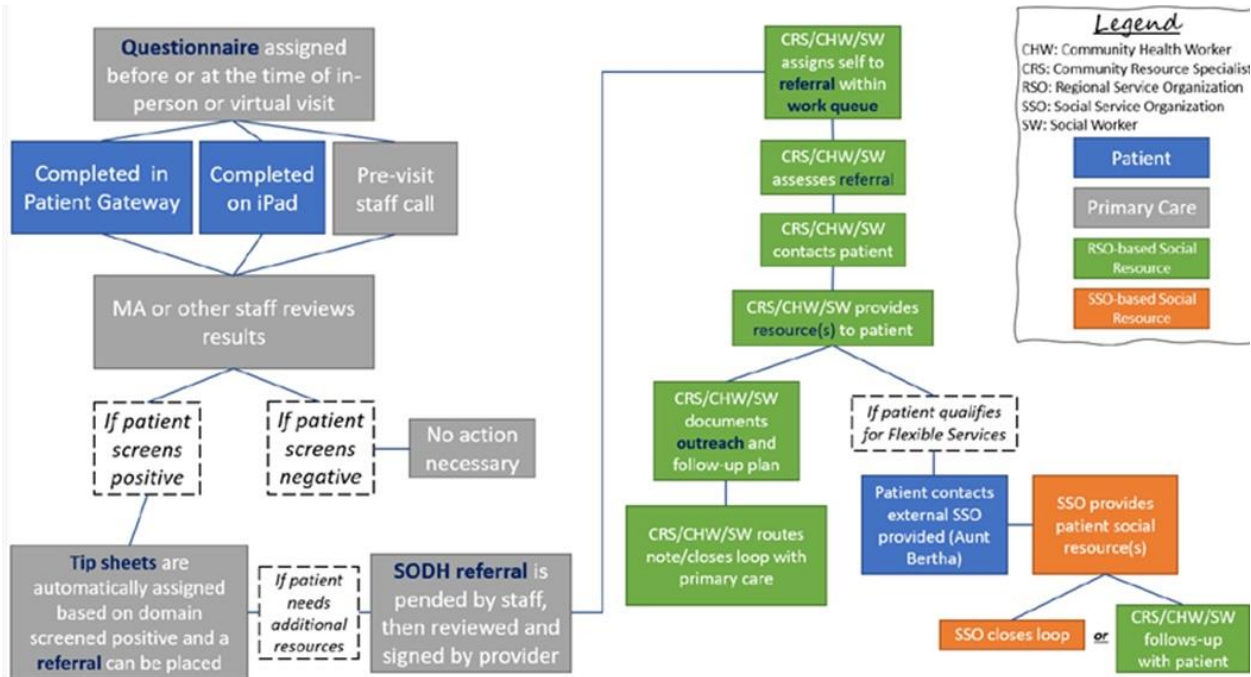 Questionnaire assigned
before or at the time of in-
person or virtual visit
Completed in
Patient Gateway
Completed
on iPad
Pre-visit
staff call
MA or other staff reviews
results
If patient
screens
positive
If patient
screens
negative
No action
necessary
Tip sheets are
automatically assigned
based on domain
screened positive and a
referral can be placed
If patient
needs
additional
resources
SODH referral is
pended by staff,
then reviewed and
signed by provider
CRS/CHW/SW
assigns self to
referral within
work queue
CRS/CHW/SW
assesses referral
CRS/CHW/SW
contacts patient
CRS/CHW/SW provides
resource(s) to patient
CRS/CHW/SW
documents
outreach and
follow-up plan
CRS/CHW/SW routes
note/closes loop with
primary care
If patient qualifies
for Flexible Services
Patient contacts
external SSO
provided (Aunt
Bertha)
SSO provides
patient social
resource(s)
SSO closes loop
or
CRS/CHW/SW
follows-up
with patient
Legend
CHW: Community Health Worker
CRS: Community Resource Specialist
RSO: Regional Service Organization
SSO: Social Service Organization
SW: Social Worker
Patient
Primary Care
RSO-based Social
Resource
SSO-based Social
Resource